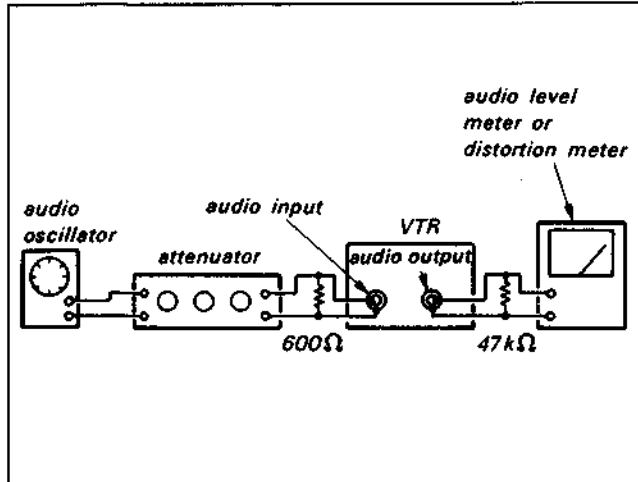 audio level
meter or
distortion meter
audio
oscillator
audio input
VTR
attenuator
audio output
600Ω
47kΩ